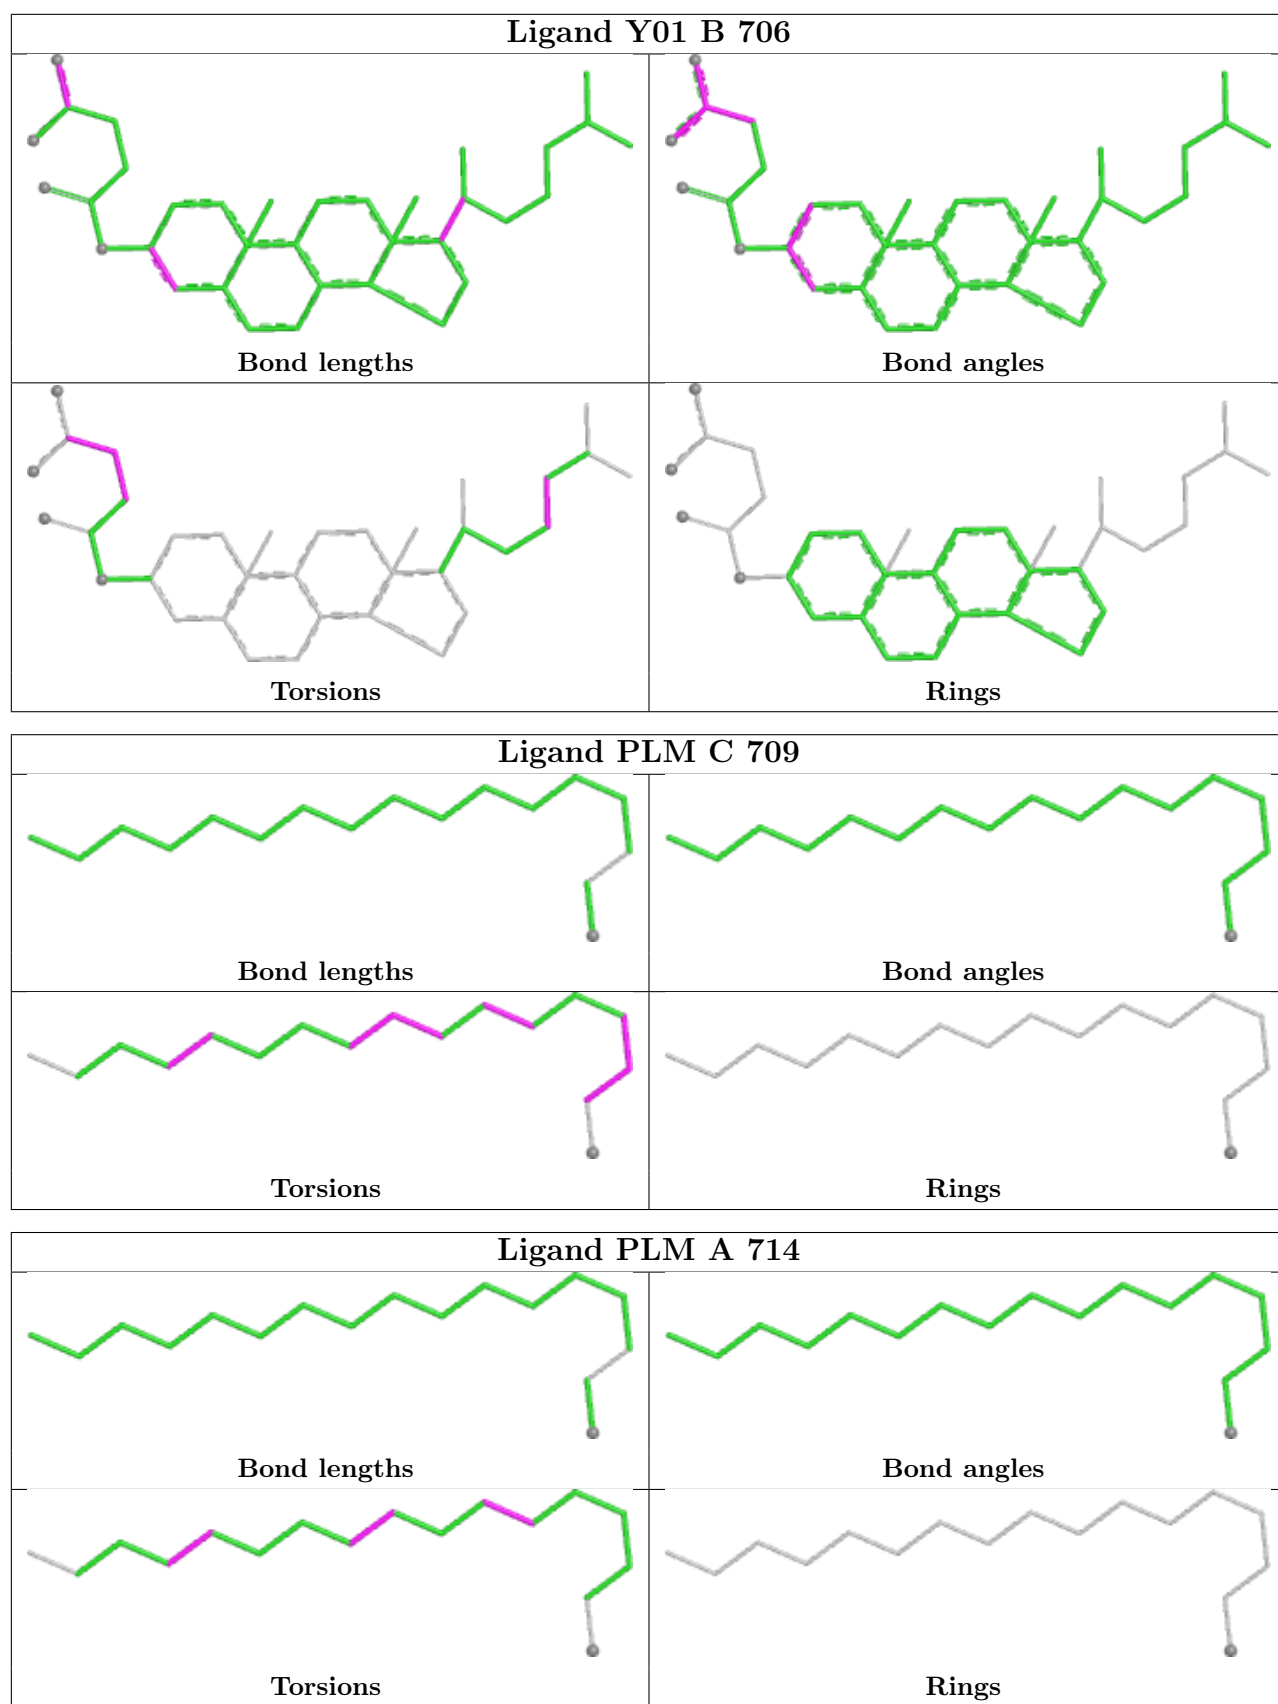 Ligand Y01 B 706
Bond lengths
Bond angles
Torsions
Rings
Ligand PLM C 709
Bond lengths
Bond angles
Torsions
Rings
Ligand PLM A 714
Bond lengths
Bond angles
Torsions
Rings